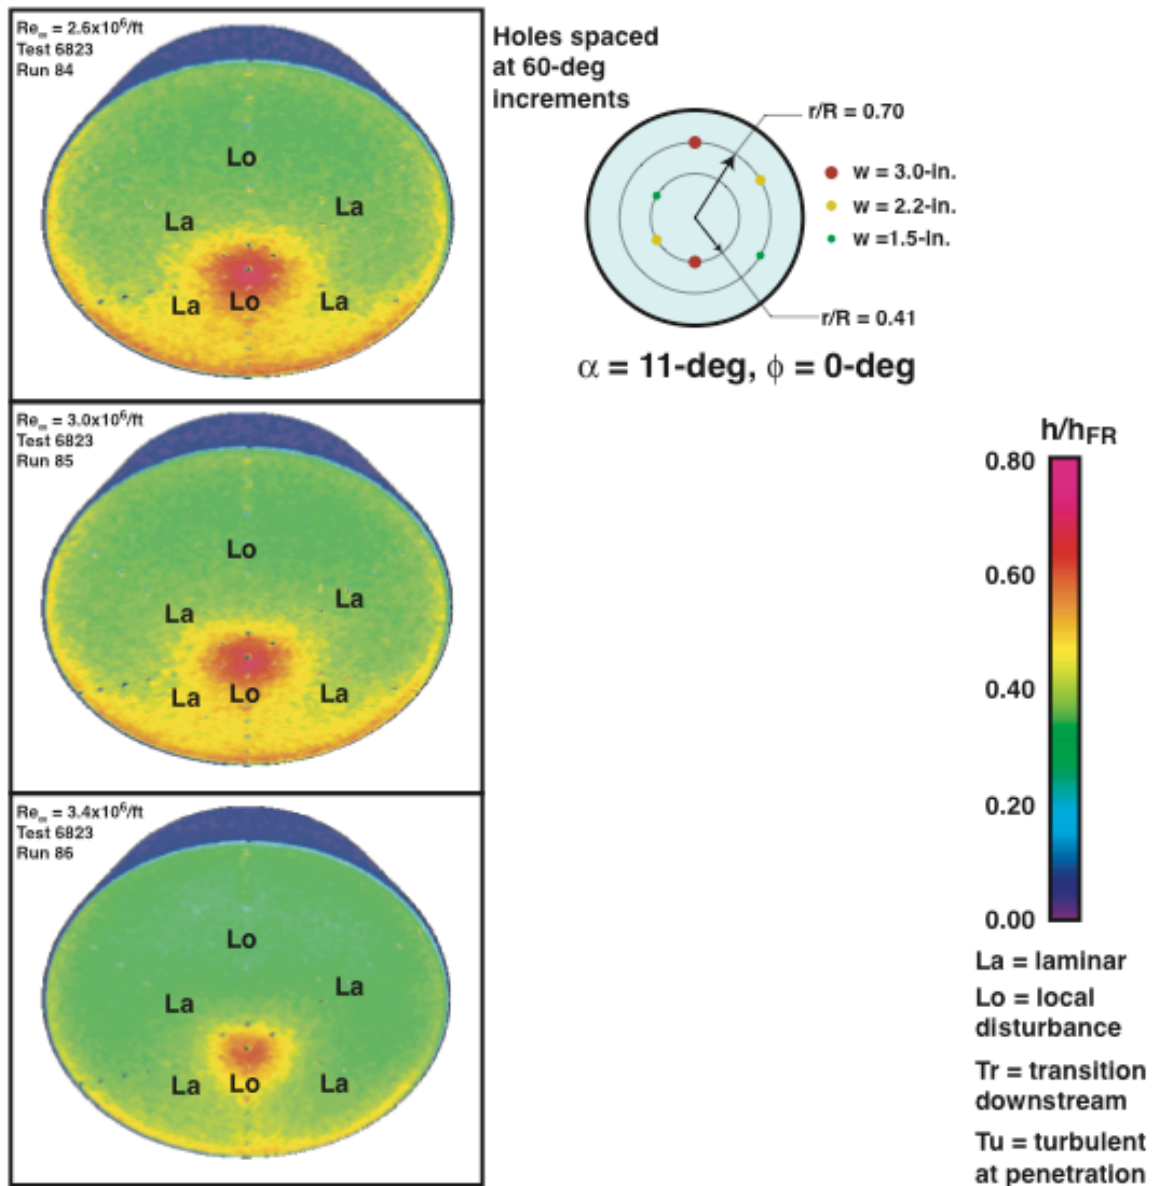 Re∞ = 2.6x10⁶/ft
Test 6823
Run 84
Lo
La
La
La
Lo
La
Holes spaced
at 60-deg
increments
r/R = 0.70
w = 3.0-in.
w = 2.2-in.
w =1.5-in.
r/R = 0.41
α = 11-deg, ϕ = 0-deg
Re∞ = 3.0x10⁶/ft
Test 6823
Run 85
Lo
La
La
La
Lo
La
Re∞ = 3.4x10⁶/ft
Test 6823
Run 86
Lo
La
La
La
Lo
La
h/hFR
0.80
0.60
0.40
0.20
0.00
La = laminar
Lo = local
disturbance
Tr = transition
downstream
Tu = turbulent
at penetration